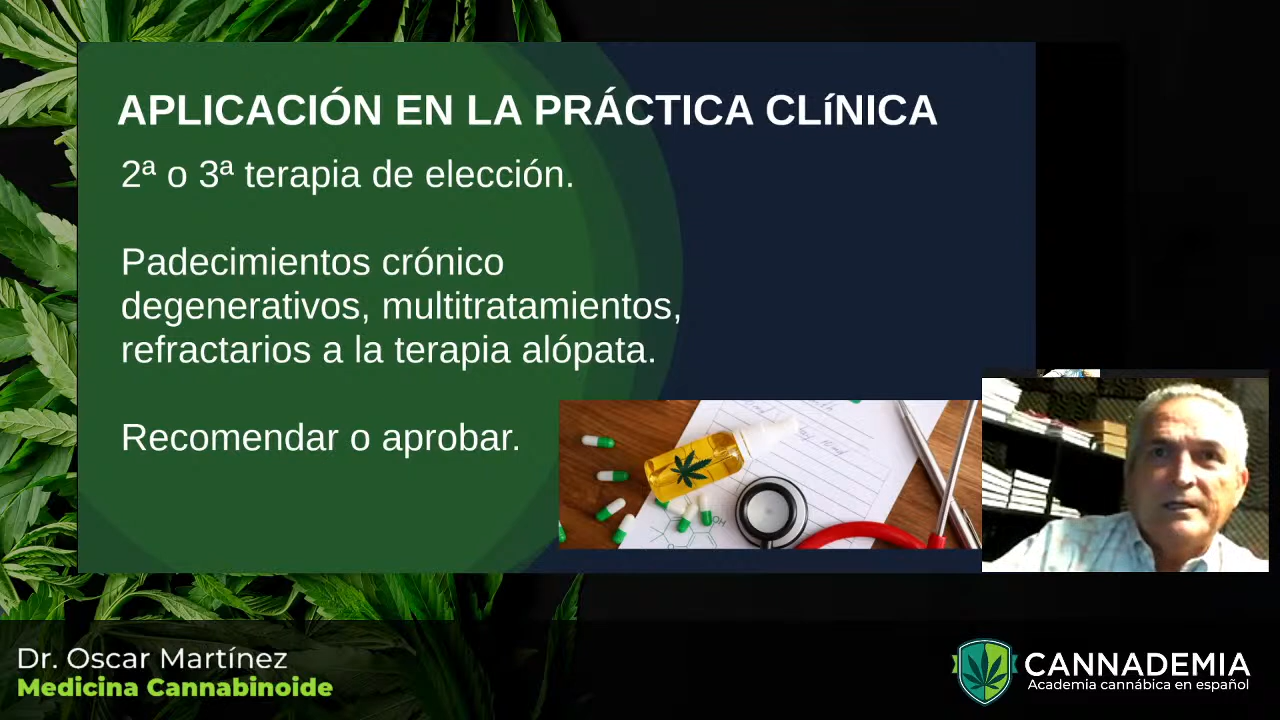 APLICACIÓN EN LA PRÁCTICA CLíNICA
2ª o 3ª terapia de elección.
Padecimientos crónico
degenerativos, multitratamientos,
refractarios a la terapia alópata.
Recomendar o aprobar.
OH
Dr. Oscar Martínez
Medicina Cannabinoide
CANNADEMIA
Academia cannábica en español